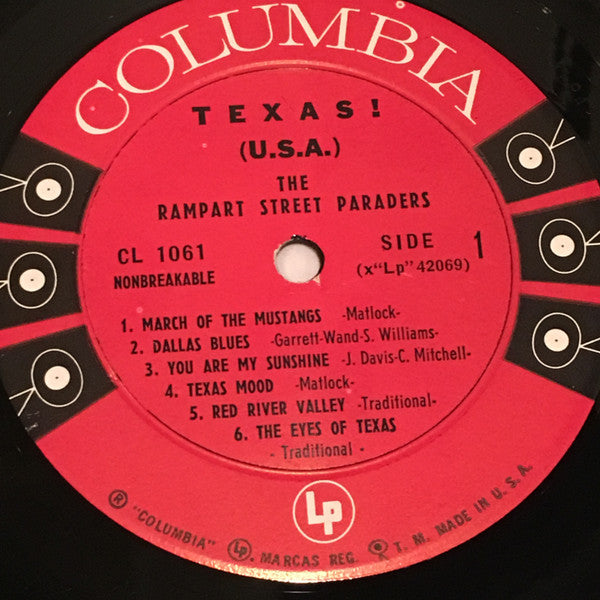 COLUMBIA
TEXAS!
(U.S.A.)
THE
RAMPART STREET PARADERS
CL 1061
NONBREAKABLE
SIDE 1
(x"Lp" 42069)
1. MARCH OF THE MUSTANGS -Matlock-
2. DALLAS BLUES -Garrett-Wand-S. Williams-
3. YOU ARE MY SUNSHINE -J. Davis-C. Mitchell-
4. TEXAS MOOD -Matlock-
5. RED RIVER VALLEY -Traditional-
6. THE EYES OF TEXAS
- Traditional -
Lp
® "COLUMBIA" Lp. MARCAS REG. T. M. MADE IN U. S. A.